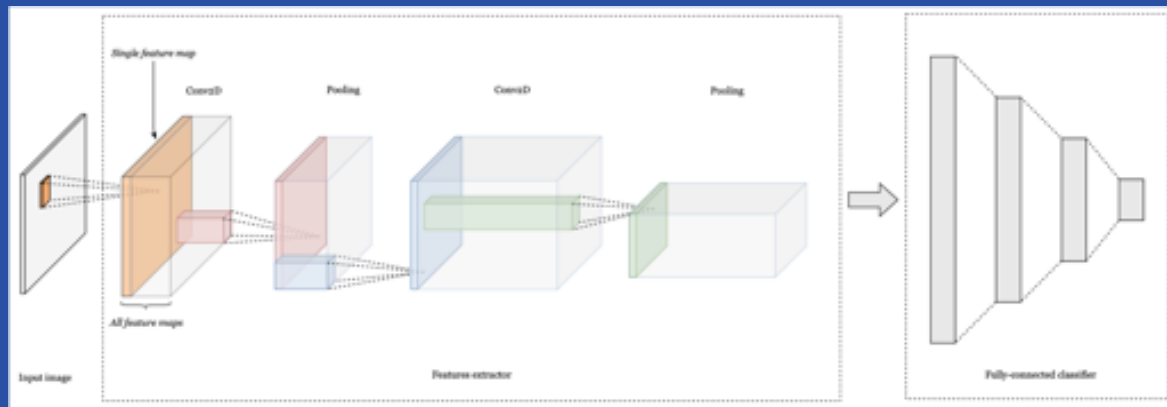 Single feature map
Conv2D
Pooling
Conv2D
Pooling
All feature maps
Input image
Features extractor
Fully-connected classifier